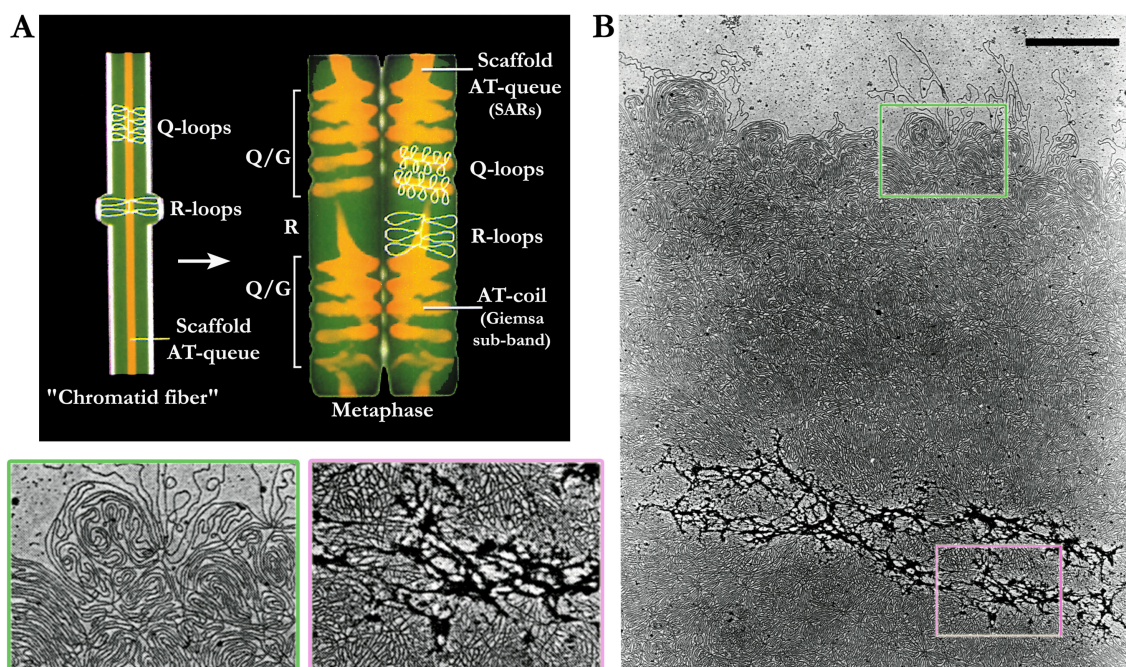 A
Q-loops
R-loops
Scaffold
AT-queue
"Chromatid fiber"
Q/G
R
Q/G
Scaffold
AT-queue
(SARs)
Q-loops
R-loops
AT-coil
(Giemsa
sub-band)
Metaphase
B